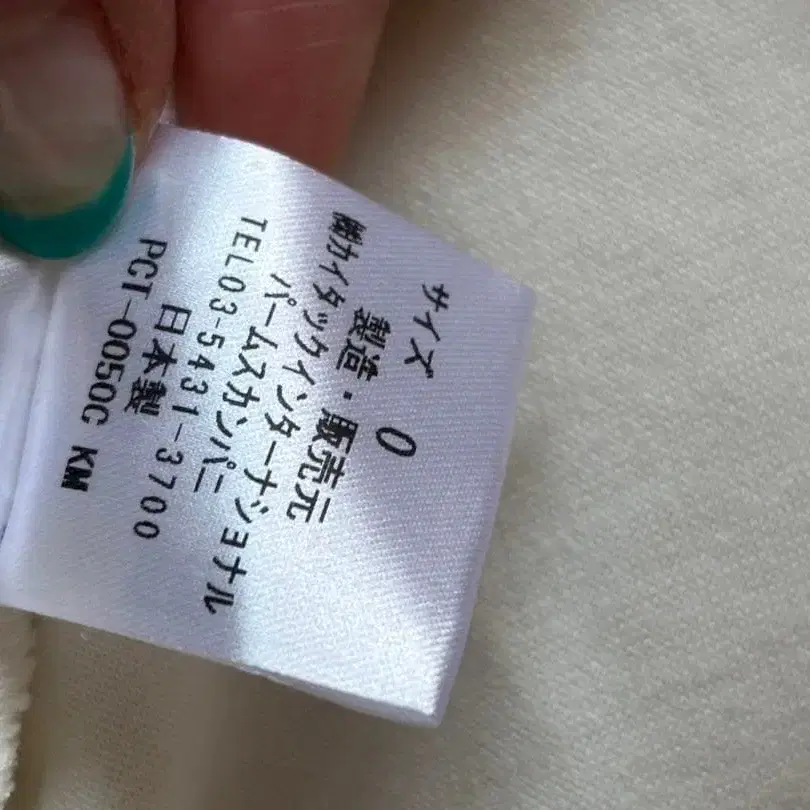 サイズ 0
製造・販売元
㈱カイタックインターナショナル
パームスカンパニ
TEL03-5431-3700
日本製
PCT-0050C KM